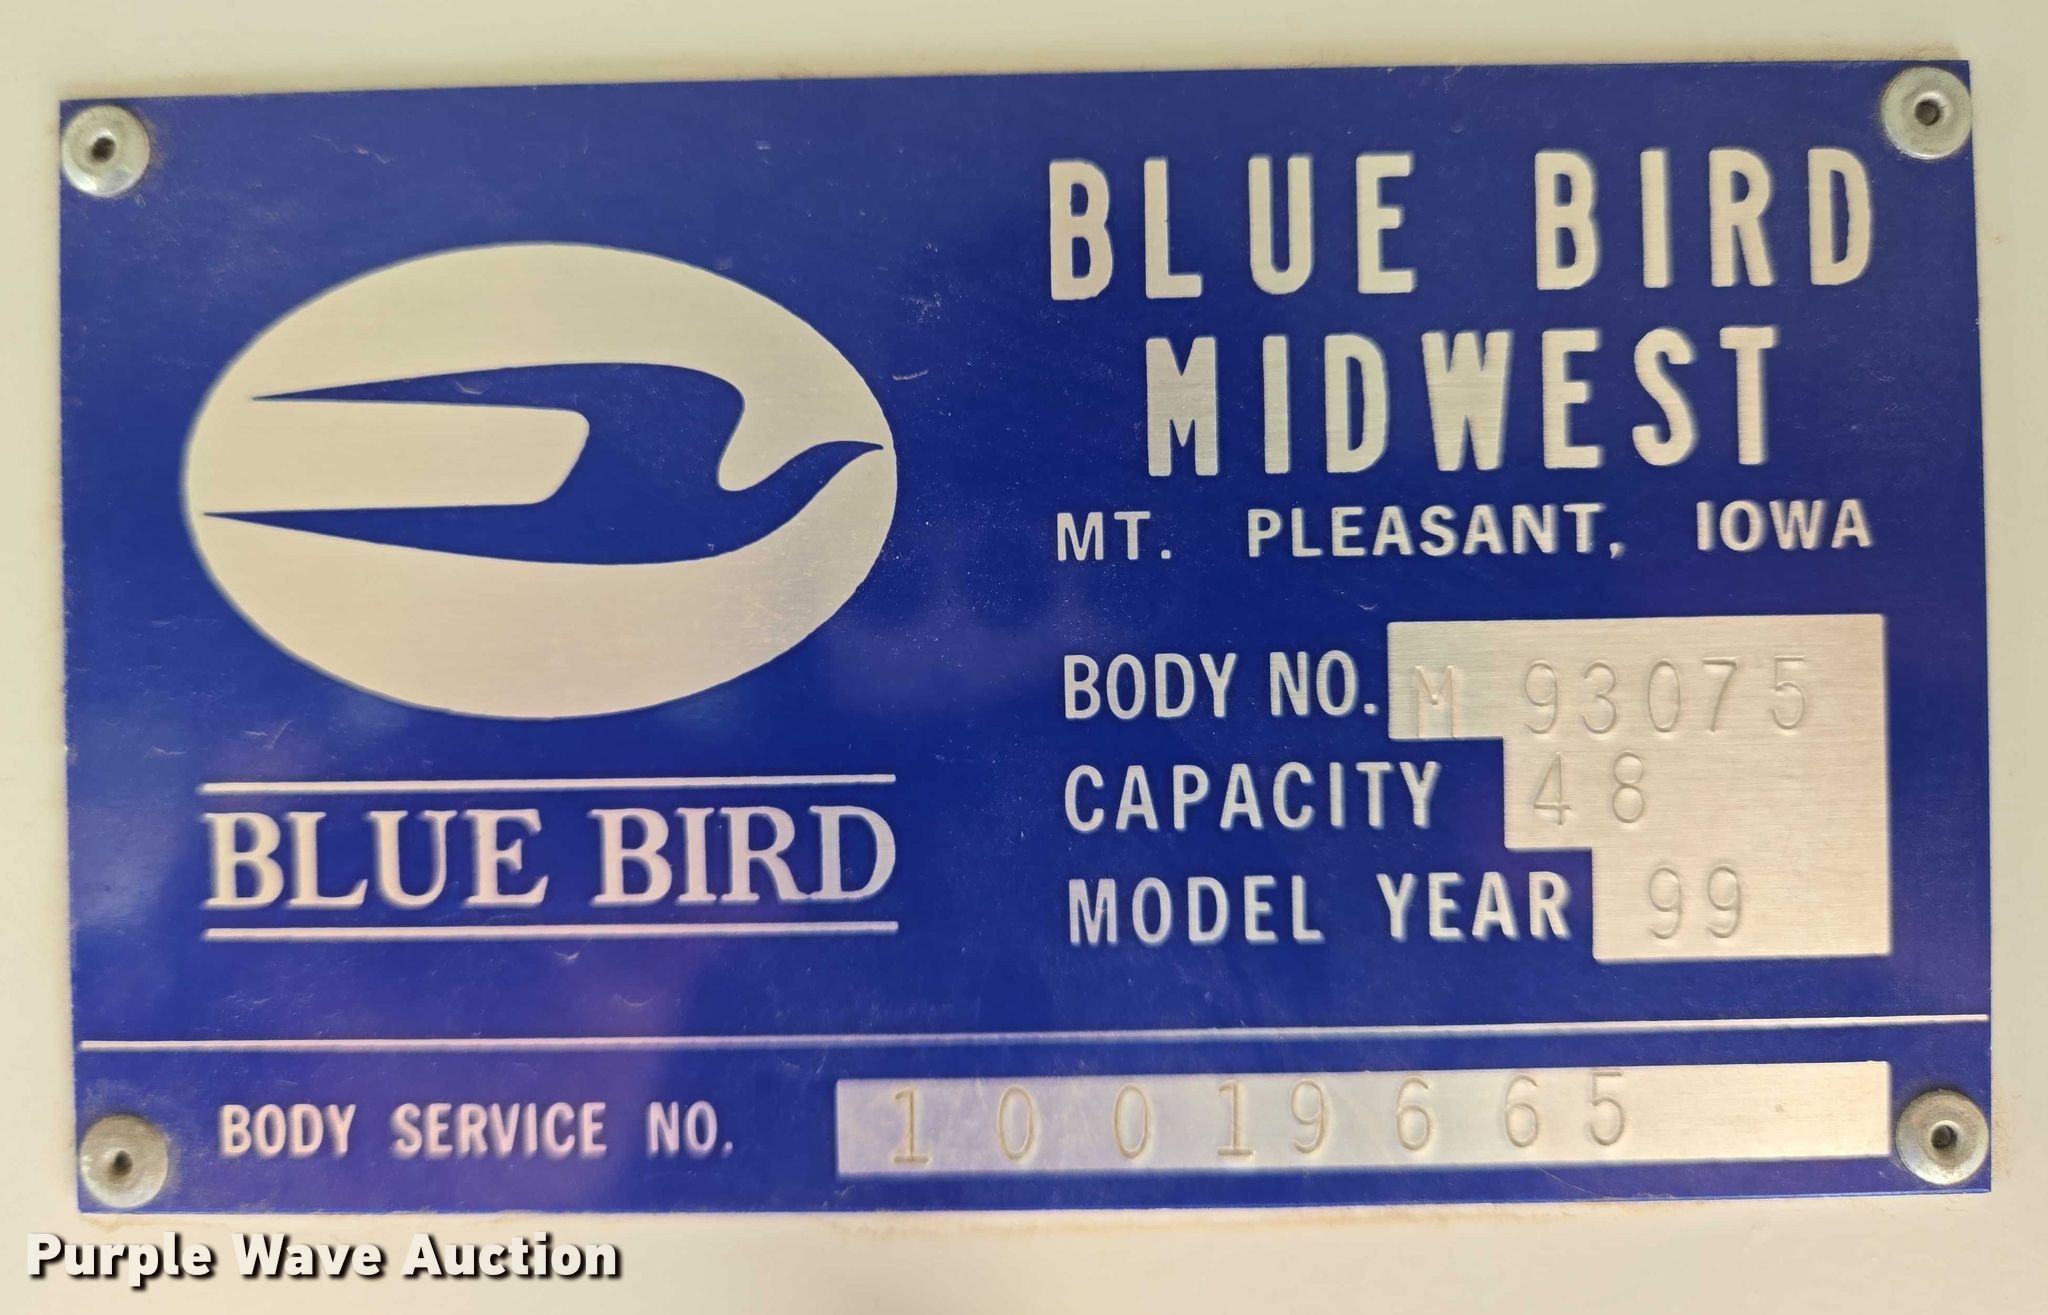 BLUE BIRD
MIDWEST
MT. PLEASANT, IOWA
BODY NO. M 93075
CAPACITY 48
MODEL YEAR 99
BLUE BIRD
BODY SERVICE NO. 10019665
Purple Wave Auction